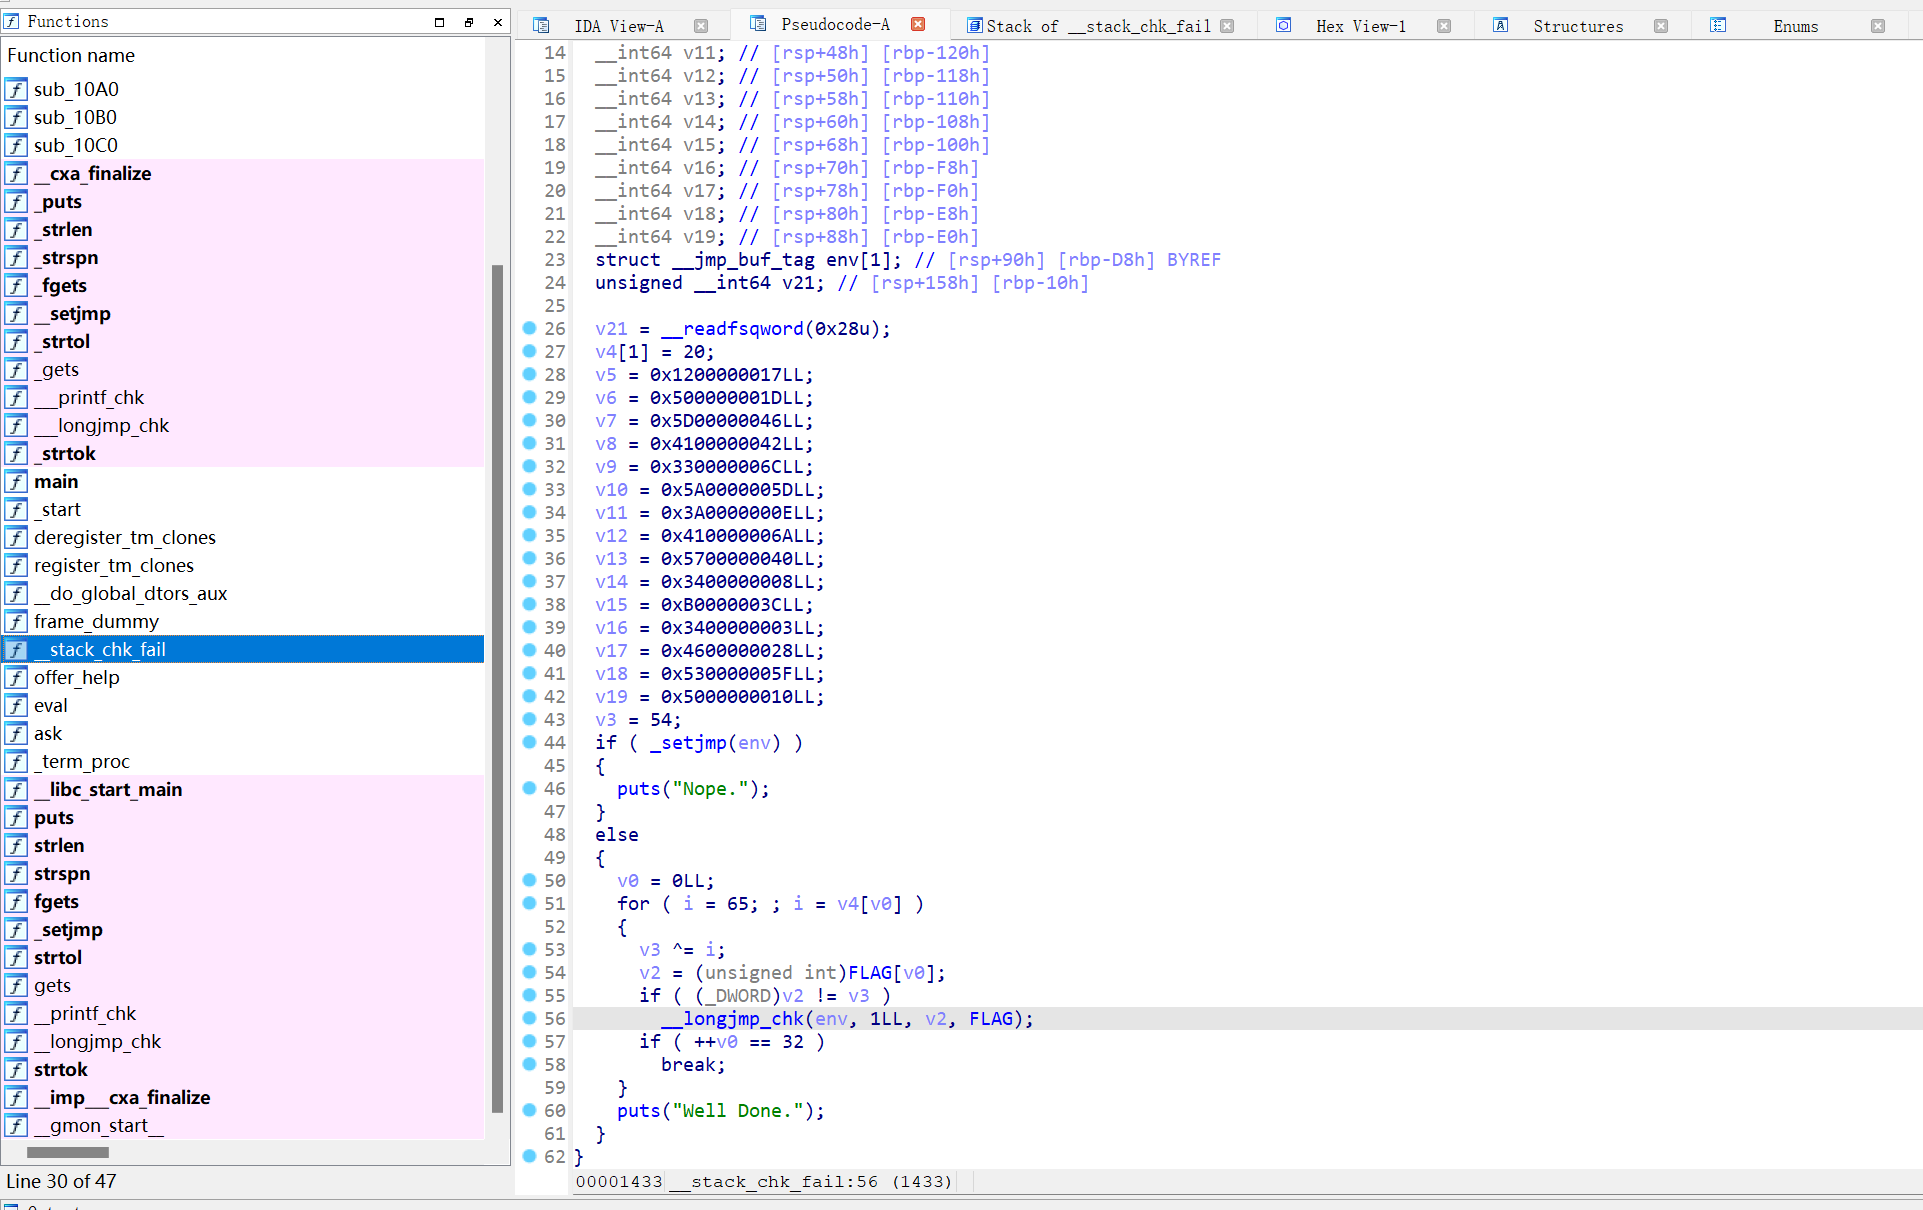 Functions
Function name
sub_10A0
sub_10B0
sub_10C0
__cxa_finalize
_puts
_strlen
_strspn
_fgets
__setjmp
_strtol
_gets
___printf_chk
___longjmp_chk
_strtok
main
_start
deregister_tm_clones
register_tm_clones
__do_global_dtors_aux
frame_dummy
__stack_chk_fail
offer_help
eval
ask
_term_proc
__libc_start_main
puts
strlen
strspn
fgets
_setjmp
strtol
gets
__printf_chk
__longjmp_chk
strtok
__imp___cxa_finalize
__gmon_start__
Line 30 of 47
IDA View-A Pseudocode-A Stack of __stack_chk_fail Hex View-1 Structures Enums
14 __int64 v11; // [rsp+48h] [rbp-120h]
15 __int64 v12; // [rsp+50h] [rbp-118h]
16 __int64 v13; // [rsp+58h] [rbp-110h]
17 __int64 v14; // [rsp+60h] [rbp-108h]
18 __int64 v15; // [rsp+68h] [rbp-100h]
19 __int64 v16; // [rsp+70h] [rbp-F8h]
20 __int64 v17; // [rsp+78h] [rbp-F0h]
21 __int64 v18; // [rsp+80h] [rbp-E8h]
22 __int64 v19; // [rsp+88h] [rbp-E0h]
23 struct __jmp_buf_tag env[1]; // [rsp+90h] [rbp-D8h] BYREF
24 unsigned __int64 v21; // [rsp+158h] [rbp-10h]
25
26 v21 = __readfsqword(0x28u);
27 v4[1] = 20;
28 v5 = 0x1200000017LL;
29 v6 = 0x500000001DLL;
30 v7 = 0x5D00000046LL;
31 v8 = 0x4100000042LL;
32 v9 = 0x330000006CLL;
33 v10 = 0x5A0000005DLL;
34 v11 = 0x3A0000000ELL;
35 v12 = 0x410000006ALL;
36 v13 = 0x5700000040LL;
37 v14 = 0x3400000008LL;
38 v15 = 0xB0000003CLL;
39 v16 = 0x3400000003LL;
40 v17 = 0x4600000028LL;
41 v18 = 0x530000005FLL;
42 v19 = 0x5000000010LL;
43 v3 = 54;
44 if ( _setjmp(env) )
45 {
46 puts("Nope.");
47 }
48 else
49 {
50 v0 = 0LL;
51 for ( i = 65; ; i = v4[v0] )
52 {
53 v3 ^= i;
54 v2 = (unsigned int)FLAG[v0];
55 if ( (_DWORD)v2 != v3 )
56 __longjmp_chk(env, 1LL, v2, FLAG);
57 if ( ++v0 == 32 )
58 break;
59 }
60 puts("Well Done.");
61 }
62 }
00001433 __stack_chk_fail:56 (1433)